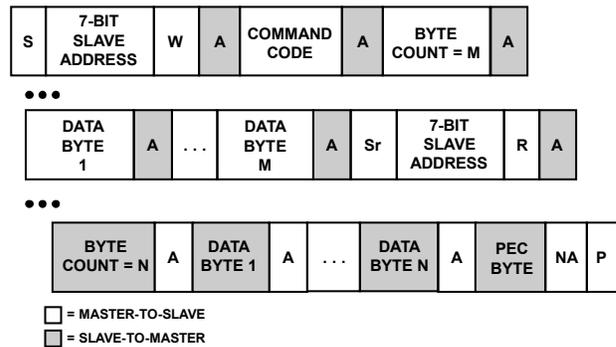 S 7-BIT SLAVE ADDRESS W A COMMAND CODE A BYTE COUNT = M A
•••
DATA BYTE 1 A ... DATA BYTE M A Sr 7-BIT SLAVE ADDRESS R A
•••
BYTE COUNT = N A DATA BYTE 1 A ... DATA BYTE N A PEC BYTE NA P
= MASTER-TO-SLAVE
= SLAVE-TO-MASTER